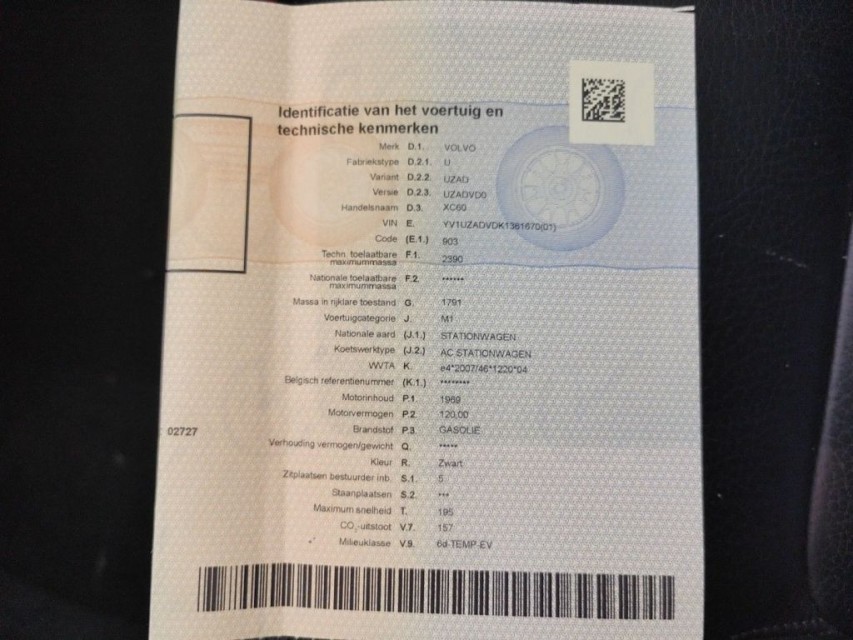 Identificatie van het voertuig en
technische kenmerken
Merk D.1. VOLVO
Fabriekstype D.2.1. U
Variant D.2.2. UZAD
Versie D.2.3. UZADVD0
Handelsnaam D.3. XC60
VIN E. YV1UZADVDK1381670(01)
Code (E.1.) 903
Techn. toelaatbare F.1. 2390
maximummassa
Nationale toelaatbare F.2. ******
maximummassa
Massa in rijklare toestand G. 1791
Voertuigcategorie J. M1
Nationale aard (J.1.) STATIONWAGEN
Koetswerktype (J.2.) AC STATIONWAGEN
WVTA K. e4*2007/46*1220*04
Belgisch referentienummer (K.1.) ********
Motorinhoud P.1. 1969
Motorvermogen P.2. 120,00
Brandstof P.3. GASOLIE
02727
Verhouding vermogen/gewicht Q. *****
Kleur R. Zwart
Zitplaatsen bestuurder inb. S.1. 5
Staanplaatsen S.2. ***
Maximum snelheid T. 195
CO₂-uitstoot V.7. 157
Milieuklasse V.9. 6d-TEMP-EV